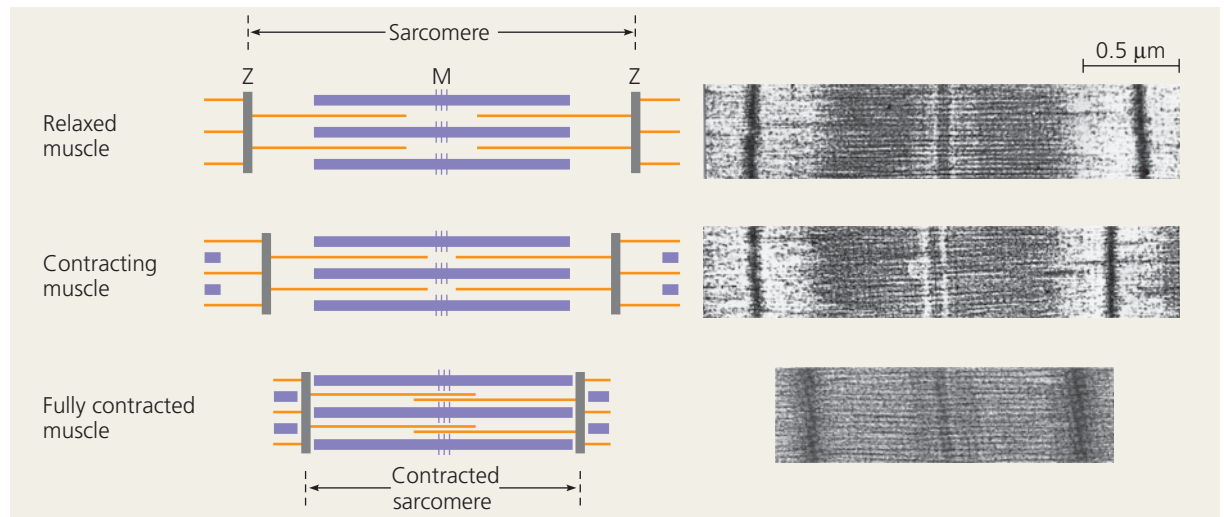 Sarcomere
Z
M
Z
0.5 μm
Relaxed
muscle
Contracting
muscle
Fully contracted
muscle
Contracted
sarcomere